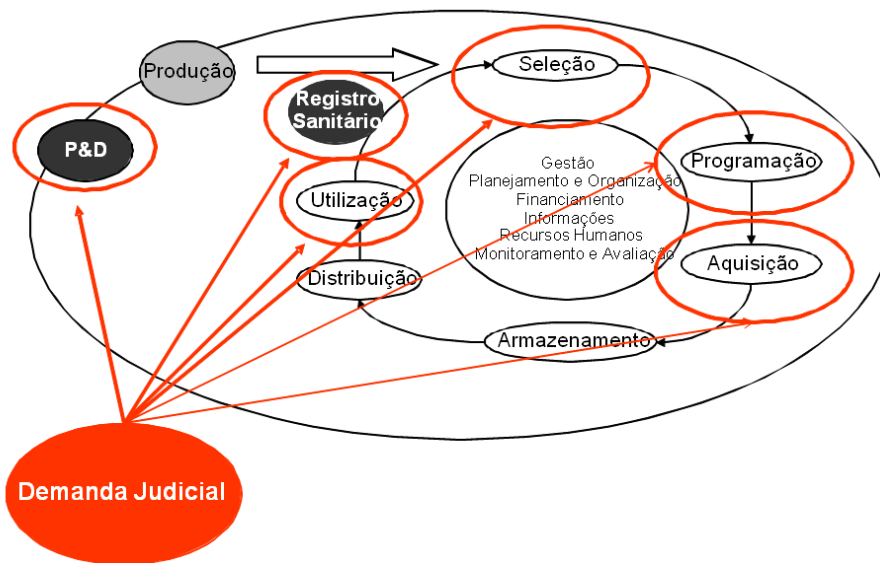 Produção
Seleção
Registro
Sanitário
P&D
Gestão
Planejamento e Organização
Financiamento
Informações
Recursos Humanos
Monitoramento e Avaliação
Programação
Utilização
Aquisição
Distribuição
Armazenamento
Demanda Judicial